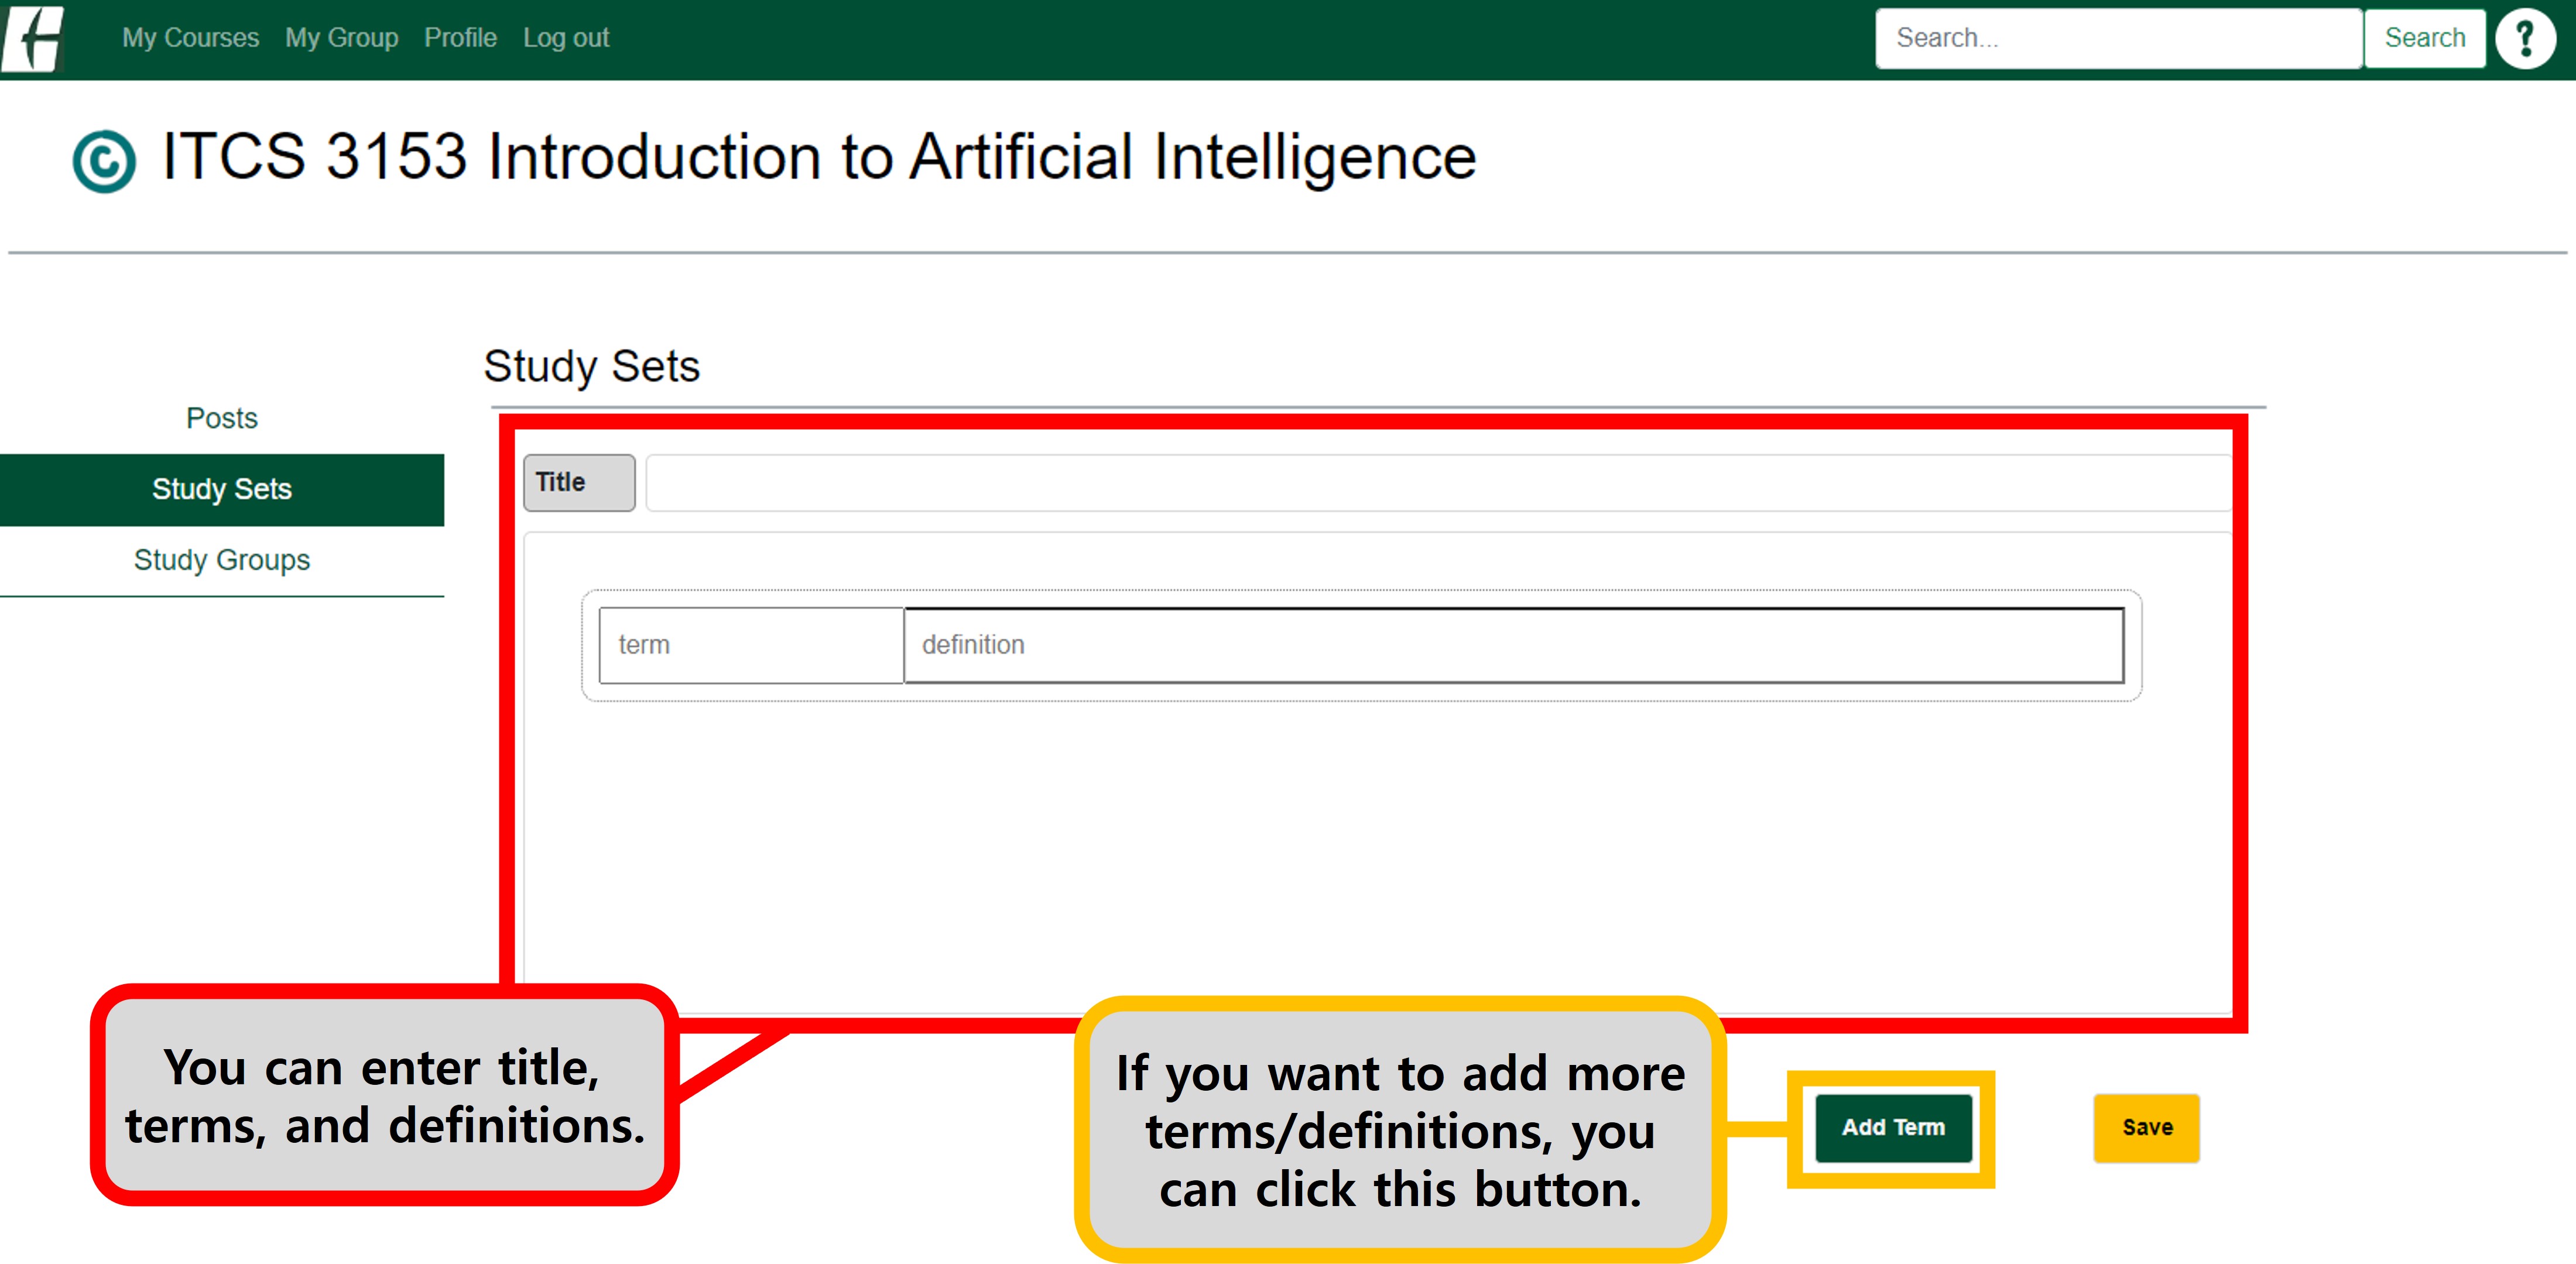 My Courses My Group Profile Log out
Search... Search ?
© ITCS 3153 Introduction to Artificial Intelligence
Study Sets
Posts
Study Sets
Study Groups
Title
term definition
You can enter title,
terms, and definitions.
If you want to add more
terms/definitions, you
can click this button.
Add Term Save